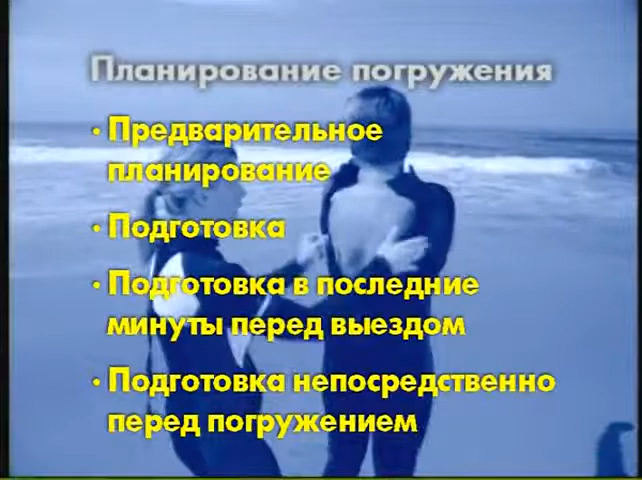 Планирование погружения
• Предварительное
планирование
• Подготовка
• Подготовка в последние
минуты перед выездом
• Подготовка непосредственно
перед погружением